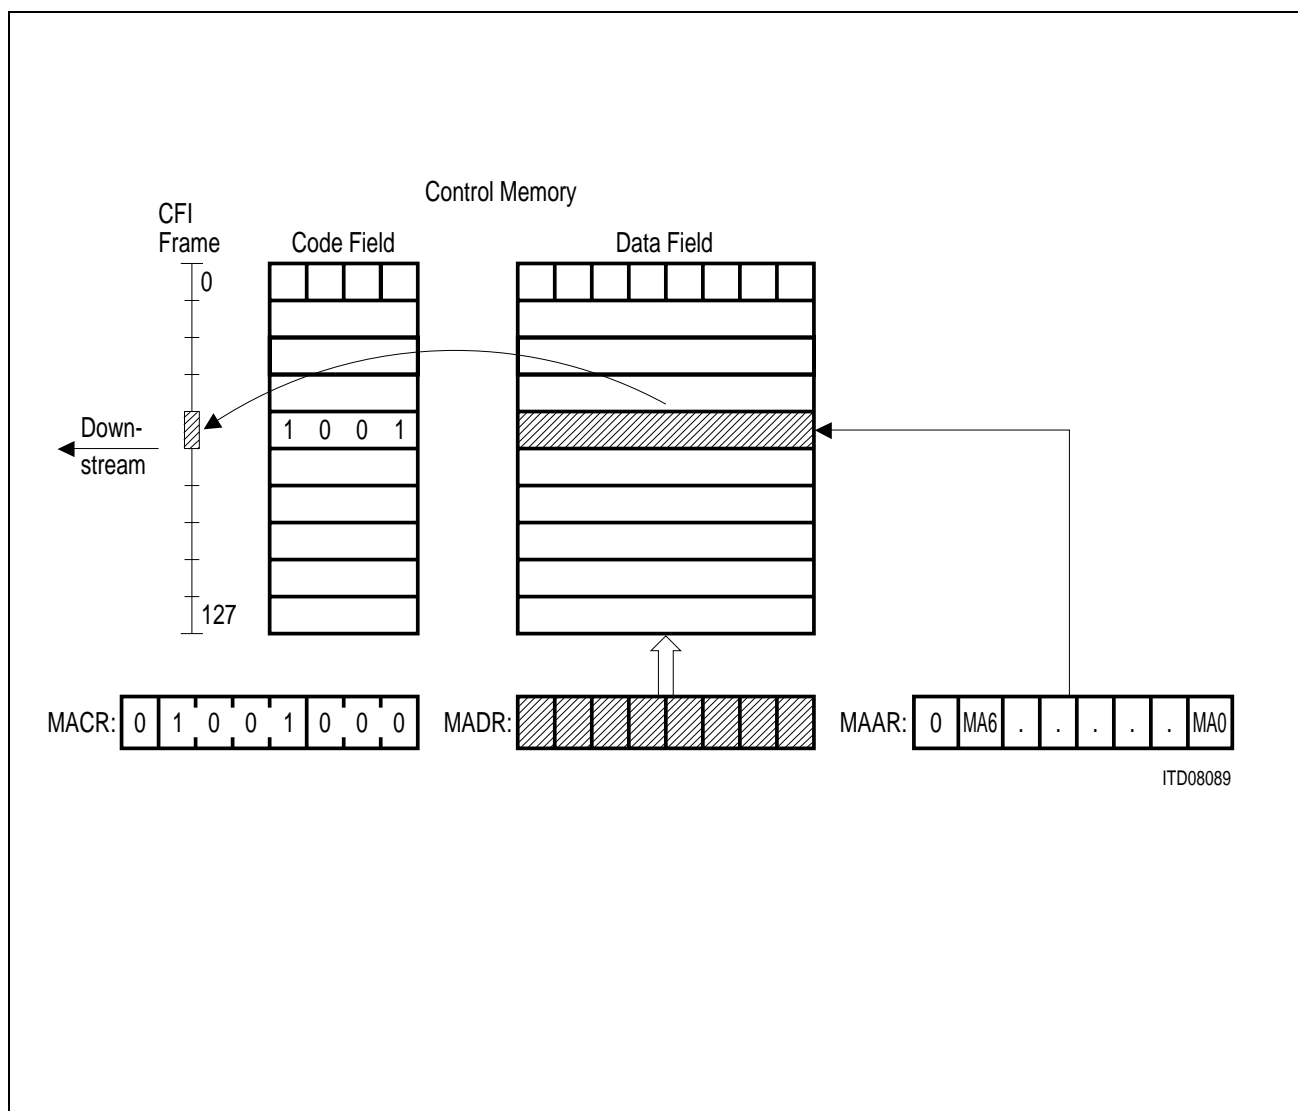 Control Memory
CFI
Frame
Code Field
Data Field
0
Down-
stream
1 0 0 1
127
MACR: 0 1 0 0 1 0 0 0
MADR:
MAAR: 0 MA6 . . . . . MA0
ITD08089